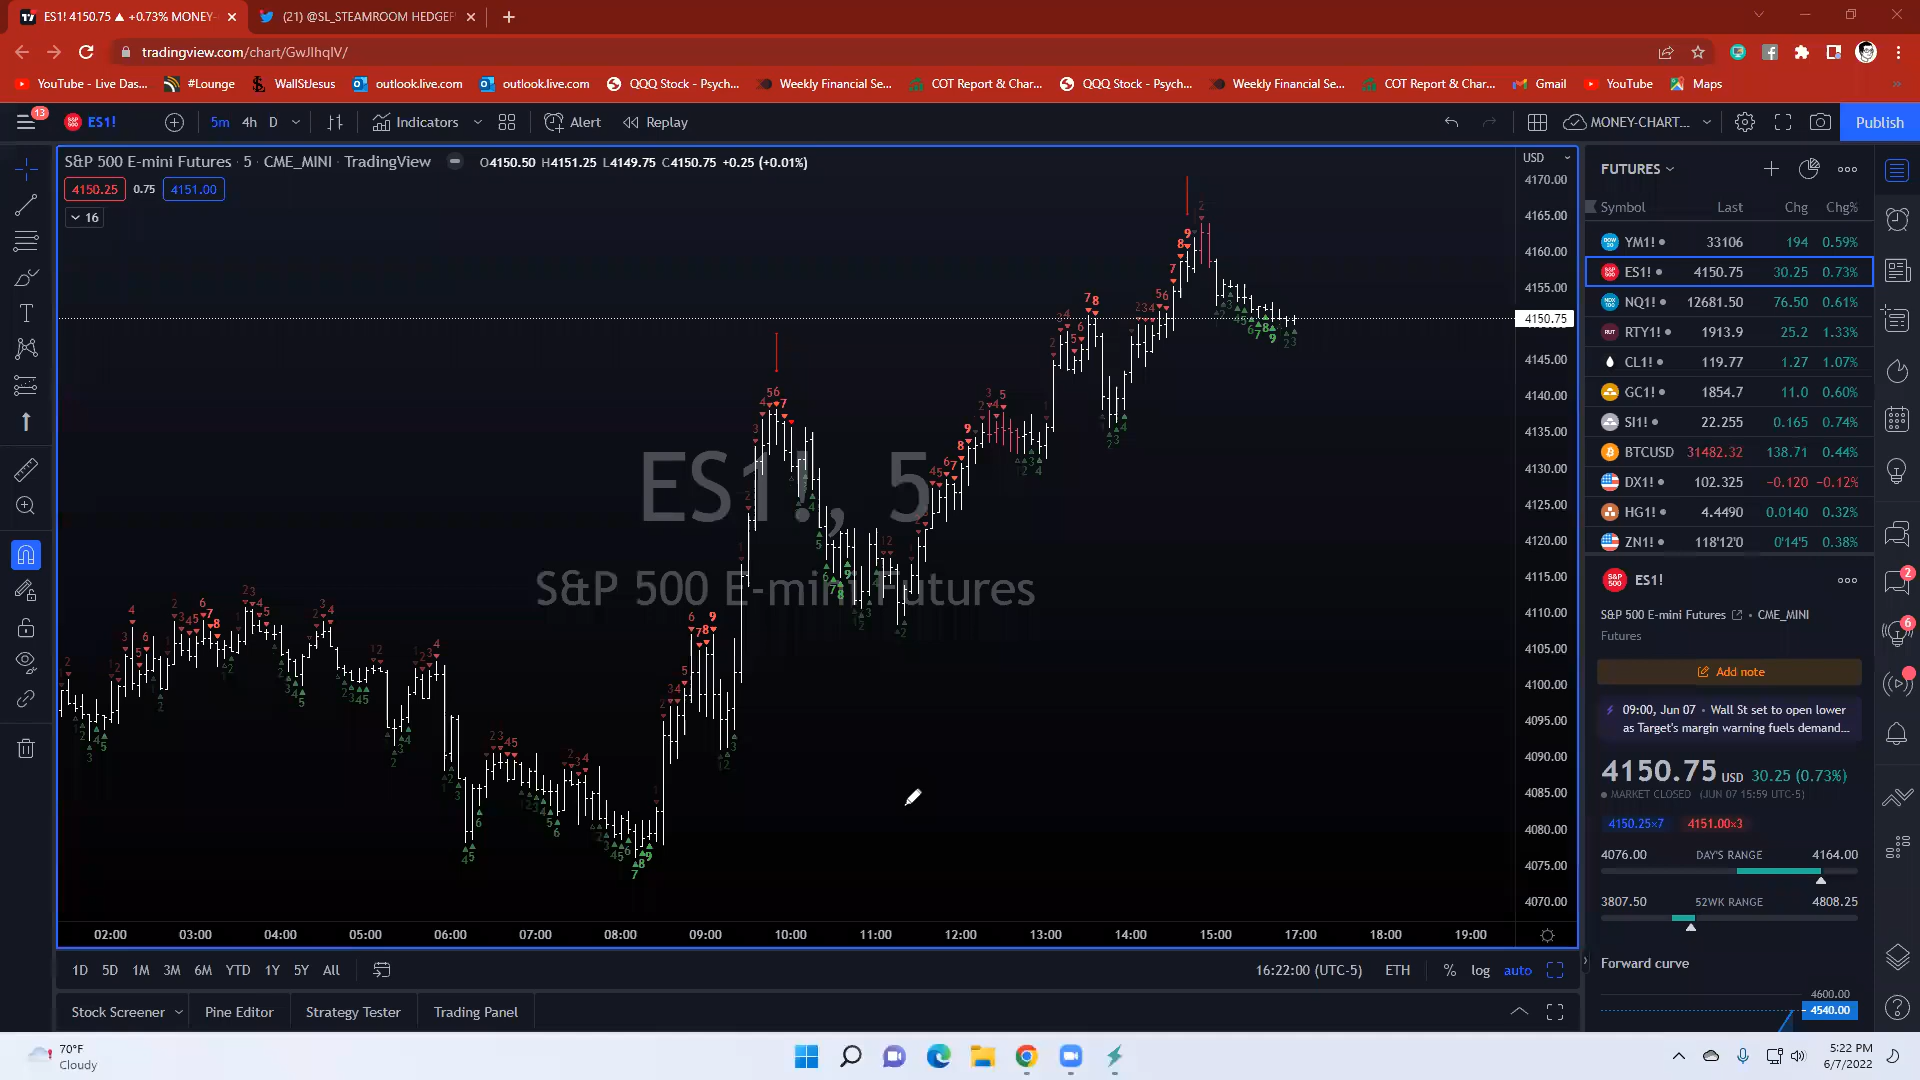 ES1! 4150.75 ▲ +0.73% MONEY-
(21) @SL_STEAMROOM HEDGEF
tradingview.com/chart/GwJlhqIV/
YouTube - Live Das...
#Lounge
WallStJesus
outlook.live.com
outlook.live.com
QQQ Stock - Psych...
Weekly Financial Se...
COT Report & Char...
QQQ Stock - Psych...
Weekly Financial Se...
COT Report & Char...
Gmail
YouTube
Maps
13
ES1!
5m 4h D
Indicators
Alert
Replay
MONEY-CHART...
Publish
S&P 500 E-mini Futures · 5 · CME_MINI · TradingView
O4150.50 H4151.25 L4149.75 C4150.75 +0.25 (+0.01%)
4150.25 0.75 4151.00
16
ES1!, 5
S&P 500 E-mini Futures
USD
4170.00
4165.00
4160.00
4155.00
4150.75
4145.00
4140.00
4135.00
4130.00
4125.00
4120.00
4115.00
4110.00
4105.00
4100.00
4095.00
4090.00
4085.00
4080.00
4075.00
4070.00
02:00 03:00 04:00 05:00 06:00 07:00 08:00 09:00 10:00 11:00 12:00 13:00 14:00 15:00 17:00 18:00 19:00
1D 5D 1M 3M 6M YTD 1Y 5Y All
16:22:00 (UTC-5) ETH % log auto
Stock Screener Pine Editor Strategy Tester Trading Panel
FUTURES
Symbol Last Chg Chg%
YM1! 33106 194 0.59%
ES1! 4150.75 30.25 0.73%
NQ1! 12681.50 76.50 0.61%
RTY1! 1913.9 25.2 1.33%
CL1! 119.77 1.27 1.07%
GC1! 1854.7 11.0 0.60%
SI1! 22.255 0.165 0.74%
BTCUSD 31482.32 138.71 0.44%
DX1! 102.325 −0.120 −0.12%
HG1! 4.4490 0.0140 0.32%
ZN1! 118'12'0 0'14'5 0.38%
ES1!
S&P 500 E-mini Futures · CME_MINI
Futures
Add note
09:00, Jun 07 · Wall St set to open lower
as Target's margin warning fuels demand...
4150.75 USD 30.25 (0.73%)
MARKET CLOSED (JUN 07 15:59 UTC-5)
4150.25×7 4151.00×3
4076.00 DAY'S RANGE 4164.00
3807.50 52WK RANGE 4808.25
Forward curve
4600.00
4540.00
2
6
70°F
Cloudy
5:22 PM
6/7/2022